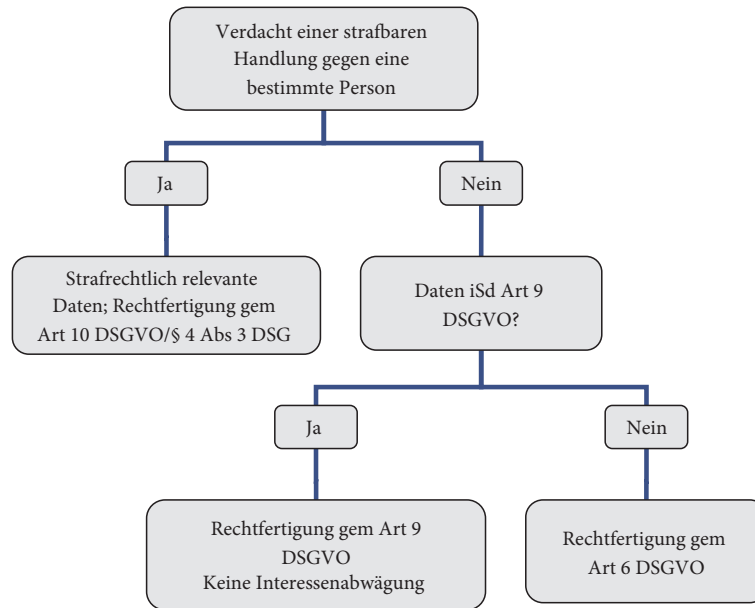 Verdacht einer strafbaren
Handlung gegen eine
bestimmte Person
Ja
Nein
Strafrechtlich relevante
Daten; Rechtfertigung gem
Art 10 DSGVO/§ 4 Abs 3 DSG
Daten iSd Art 9
DSGVO?
Ja
Nein
Rechtfertigung gem Art 9
DSGVO
Keine Interessenabwägung
Rechtfertigung gem
Art 6 DSGVO